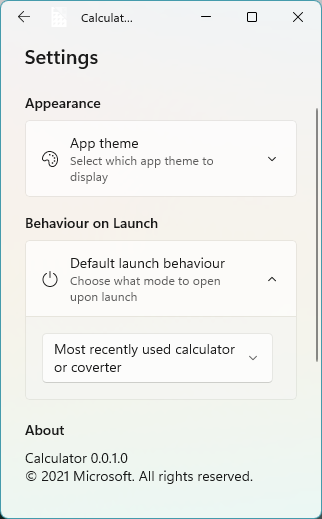 Calculat...
Settings
Appearance
App theme
Select which app theme to
display
Behaviour on Launch
Default launch behaviour
Choose what mode to open
upon launch
Most recently used calculator
or coverter
About
Calculator 0.0.1.0
© 2021 Microsoft. All rights reserved.